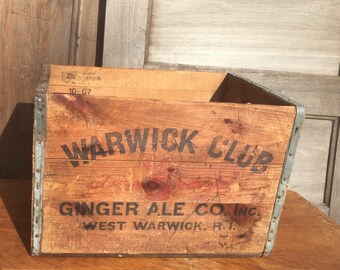 WARWICK CLUB
GINGER ALE CO. INC.
WEST WARWICK, R.I.